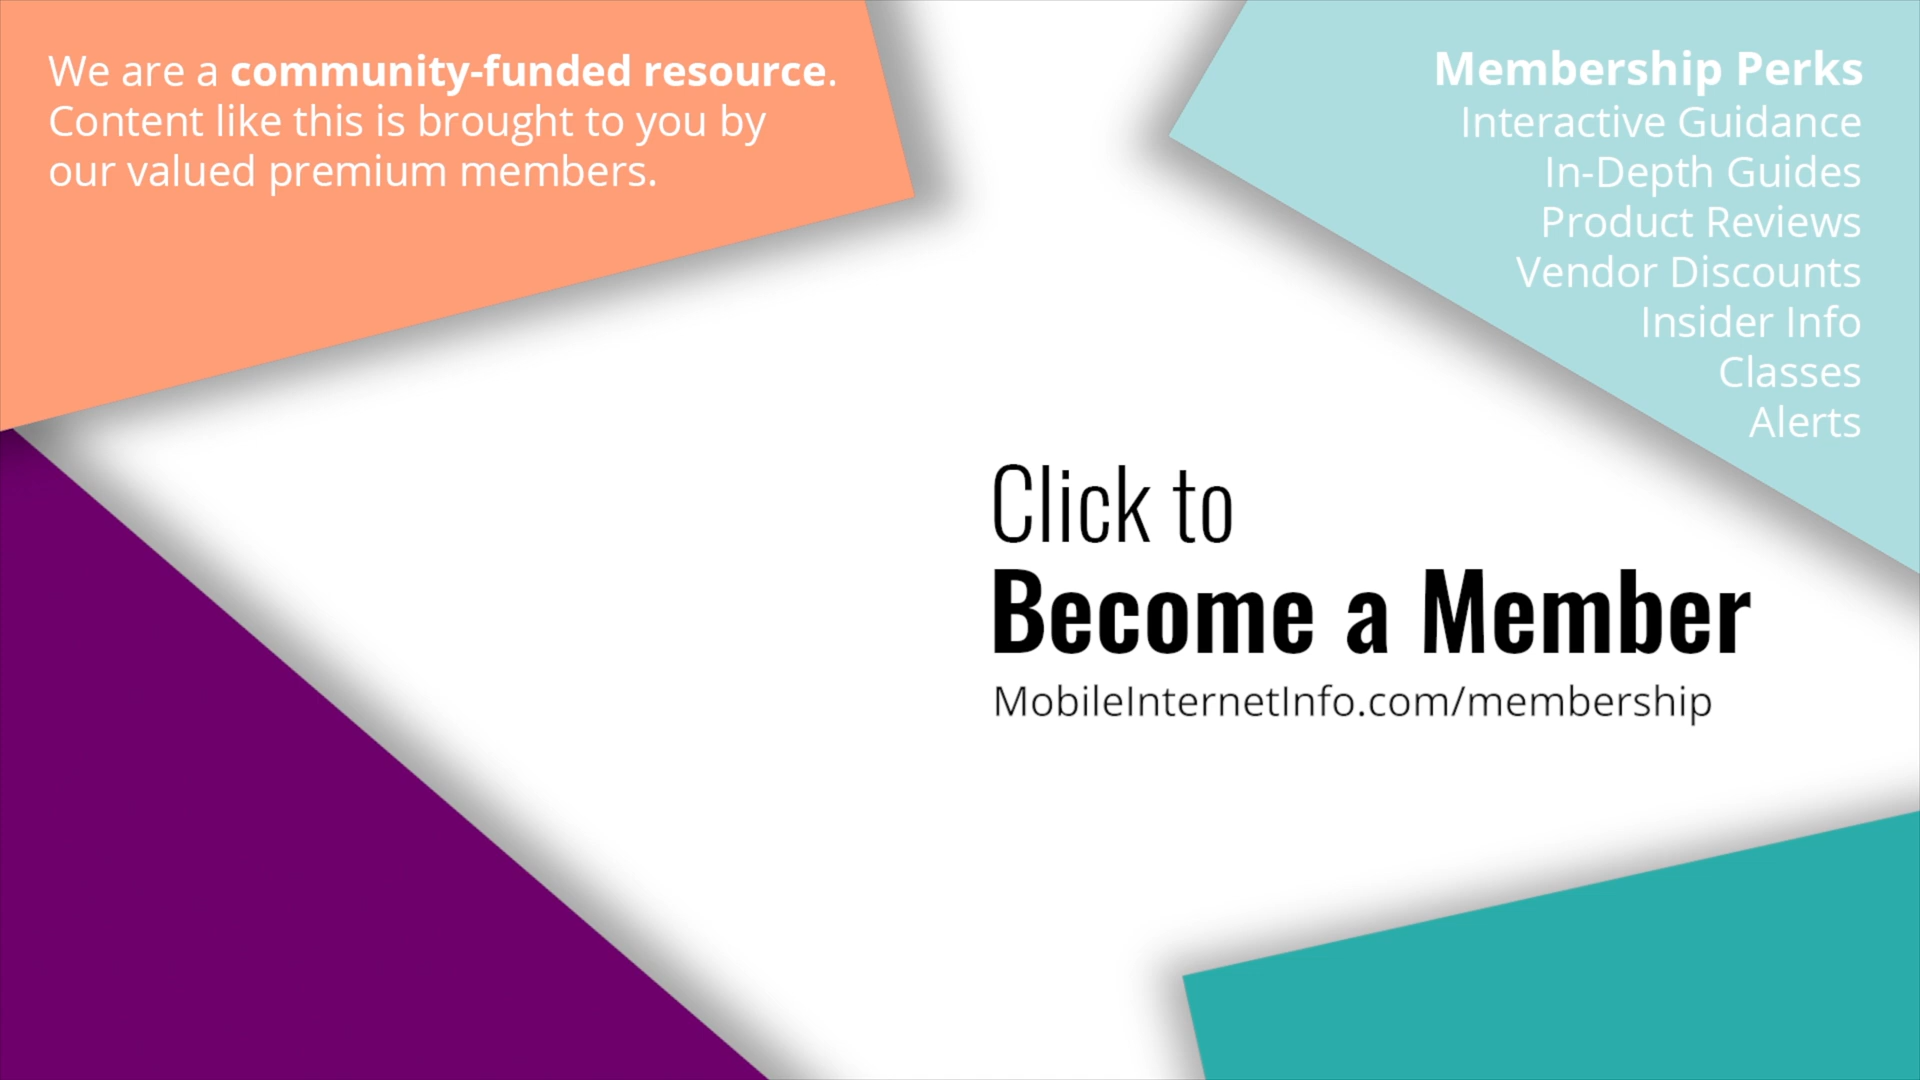 We are a community-funded resource.
Content like this is brought to you by
our valued premium members.
Membership Perks
Interactive Guidance
In-Depth Guides
Product Reviews
Vendor Discounts
Insider Info
Classes
Alerts
Click to
Become a Member
MobileInternetInfo.com/membership